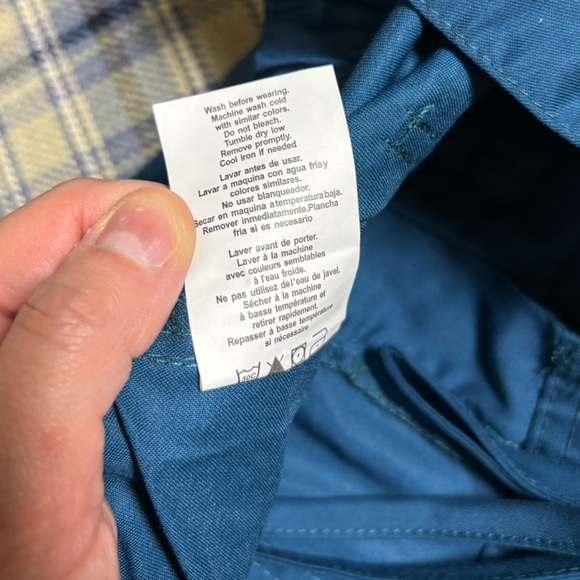 Wash before wearing.
Machine wash cold
with similar colors.
Do not bleach.
Tumble dry low
Remove promptly.
Cool iron if needed
Lavar antes de usar.
Lavar a maquina con agua friay
colores similares.
No usar blanqueador.
Secar en maquina atemperatura baja.
Remover inmediatamente.Plancha
fria si es necesario
Laver avant de porter.
Laver à la machine
avec couleurs semblables
à l'eau froide.
Ne pas utilisez del'eau de javel.
Sécher à la machine
à basse température et
retirer rapidement.
Repasser à basse température
si nécessaire
30C